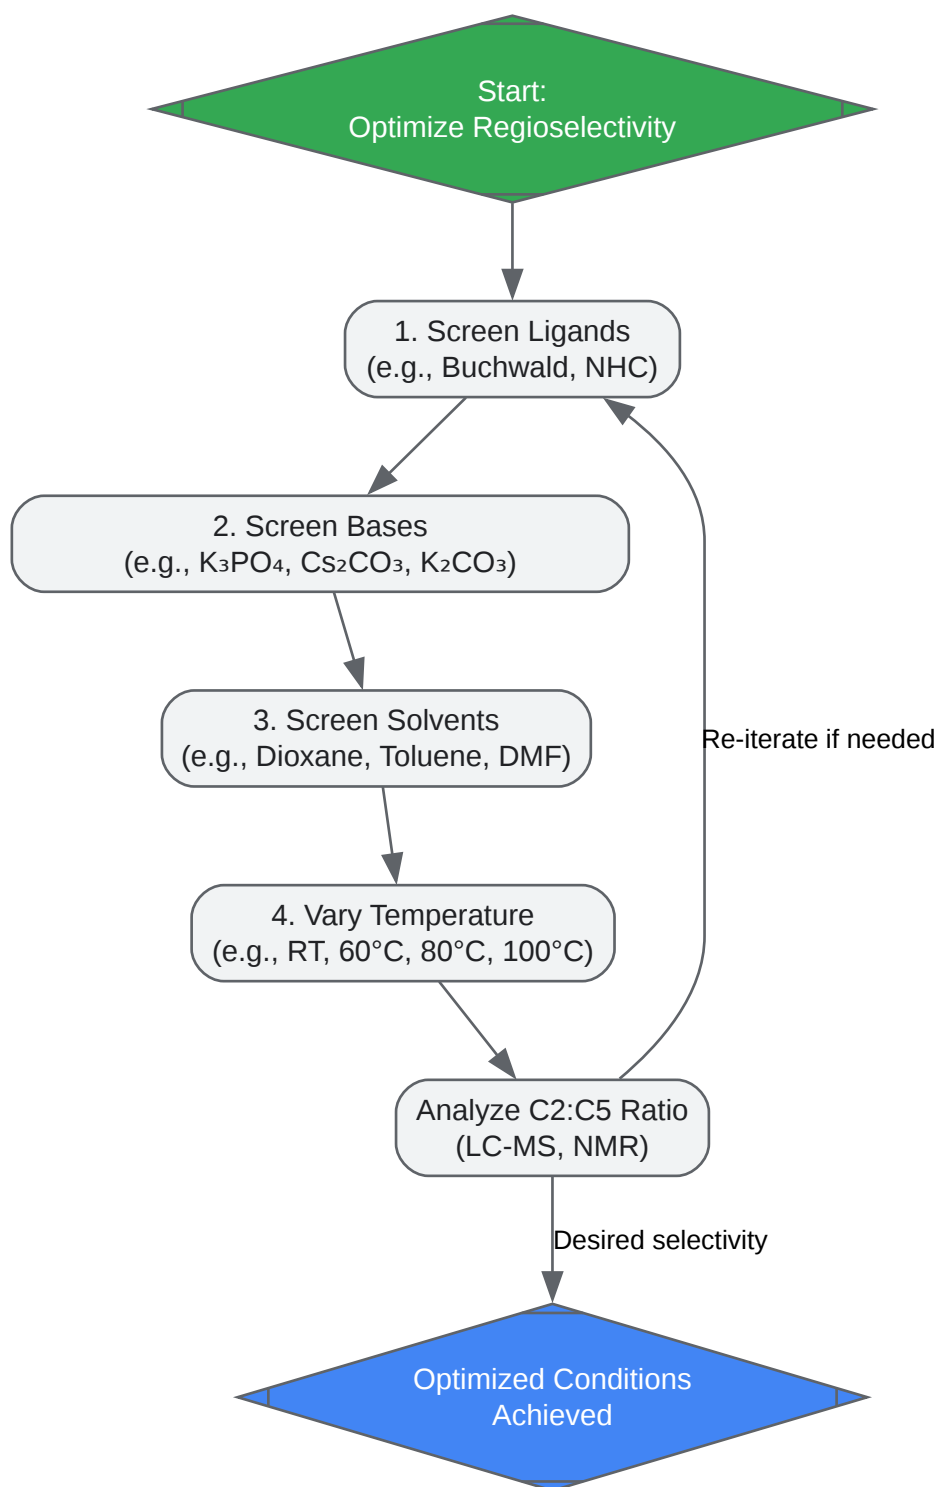 Start:
Optimize Regioselectivity
1. Screen Ligands
(e.g., Buchwald, NHC)
2. Screen Bases
(e.g., K₃PO₄, Cs₂CO₃, K₂CO₃)
3. Screen Solvents
(e.g., Dioxane, Toluene, DMF)
Re-iterate if needed
4. Vary Temperature
(e.g., RT, 60°C, 80°C, 100°C)
Analyze C2:C5 Ratio
(LC-MS, NMR)
Desired selectivity
Optimized Conditions
Achieved